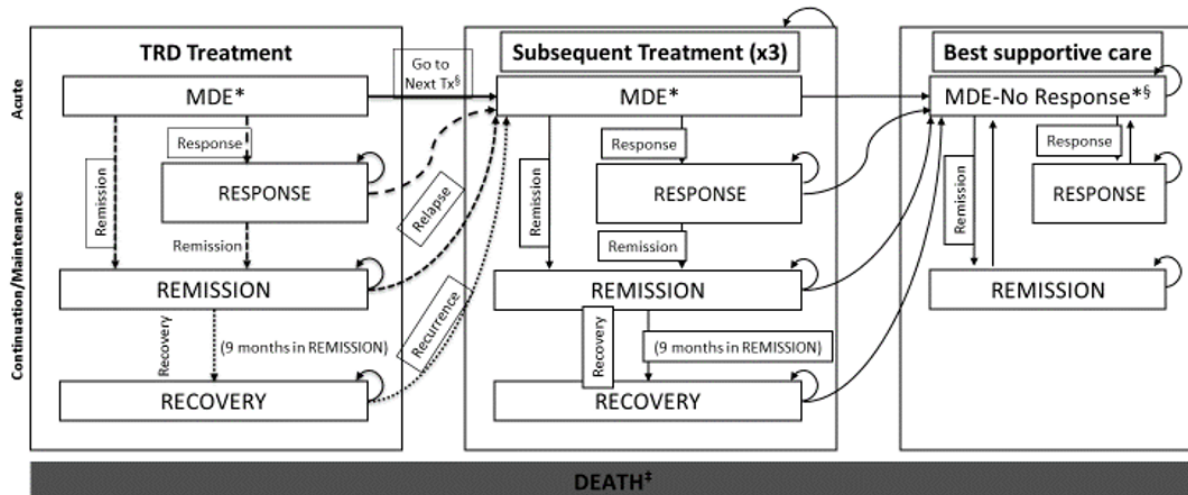 TRD Treatment
Subsequent Treatment (x3)
Best supportive care
Acute
Continuation/Maintenance
MDE*
Go to
Next Tx§
MDE*
MDE-No Response*§
Response
Remission
RESPONSE
Remission
REMISSION
Recovery
(9 months in REMISSION)
RECOVERY
Relapse
Recurrence
Response
Remission
RESPONSE
Remission
REMISSION
Recovery
(9 months in REMISSION)
RECOVERY
Response
Remission
RESPONSE
REMISSION
DEATH‡